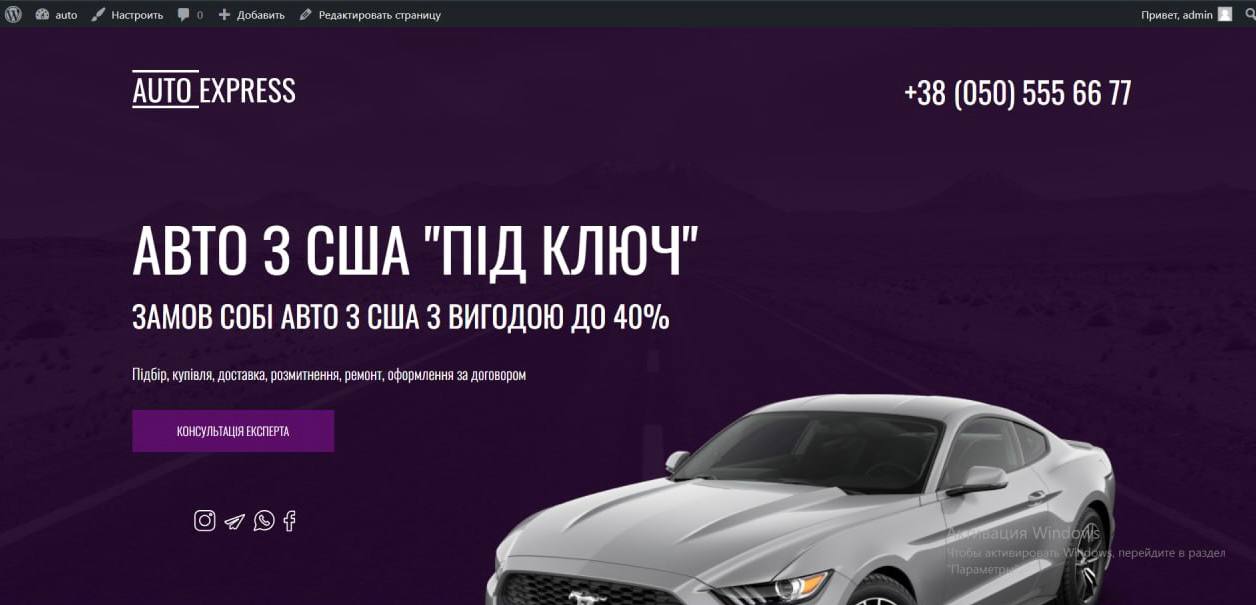 auto Настроить 0 Добавить Редактировать страницу Привет, admin
AUTO EXPRESS
+38 (050) 555 66 77
АВТО З США "ПІД КЛЮЧ"
ЗАМОВ СОБІ АВТО З США З ВИГОДОЮ ДО 40%
Підбір, купівля, доставка, розмитнення, ремонт, оформлення за договором
КОНСУЛЬТАЦІЯ ЕКСПЕРТА
Активация Windows
Чтобы активировать Windows, перейдите в раздел
"Параметры".